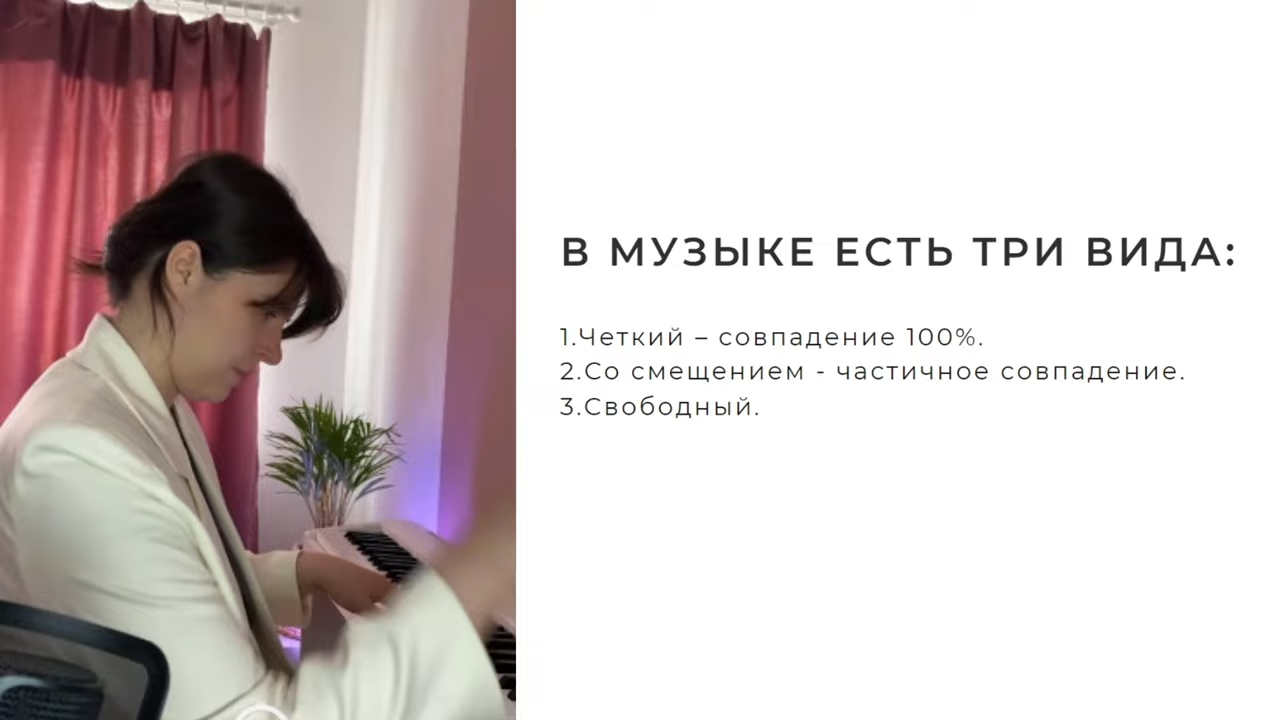 В МУЗЫКЕ ЕСТЬ ТРИ ВИДА:
1.Четкий – совпадение 100%.
2.Со смещением - частичное совпадение.
3.Свободный.